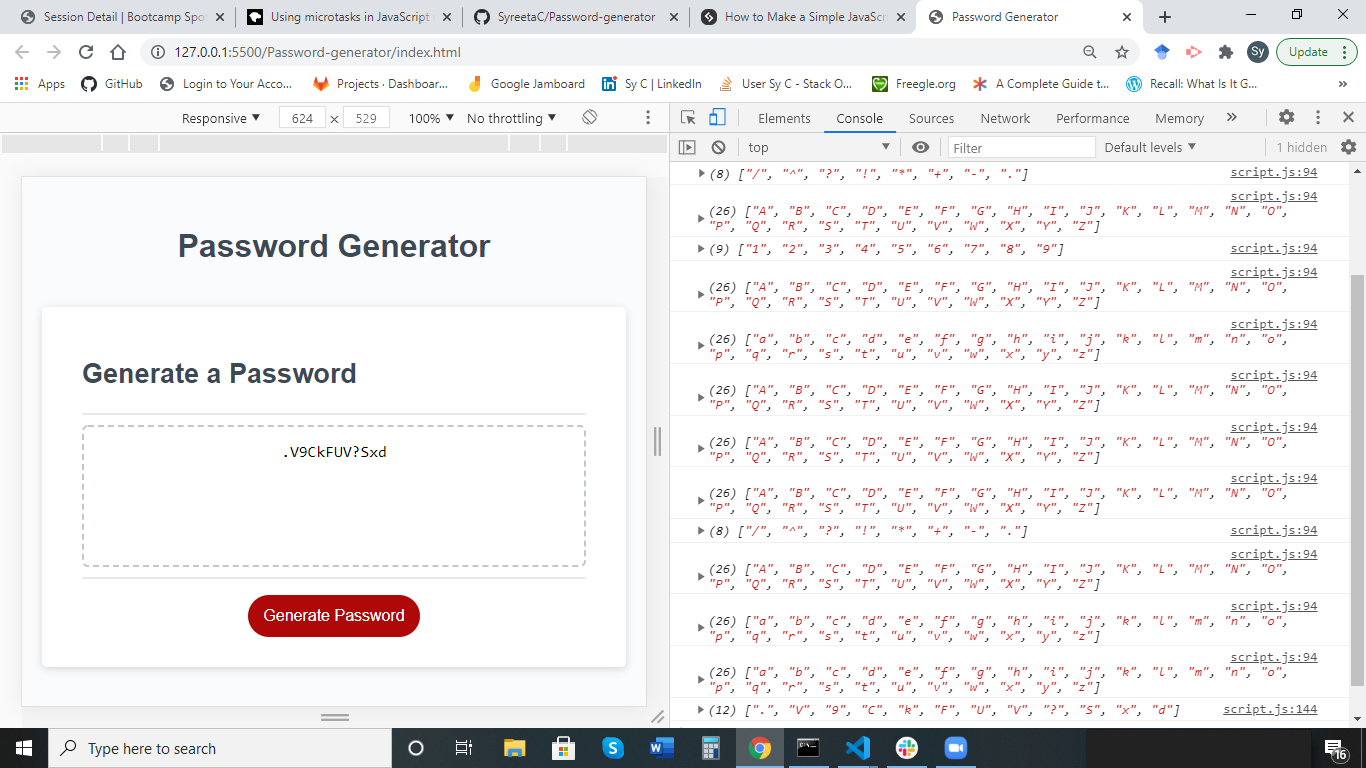 Session Detail | Bootcamp Spo
Using microtasks in JavaScript
SyreetaC/Password-generator
How to Make a Simple JavaScri
Password Generator
127.0.0.1:5500/Password-generator/index.html
Sy
Update
Apps
GitHub
Login to Your Acco...
Projects · Dashboar...
Google Jamboard
Sy C | LinkedIn
User Sy C - Stack O...
Freegle.org
A Complete Guide t...
Recall: What Is It G...
»
Responsive ▼ 624 × 529 100% ▼ No throttling ▼
Password Generator
Generate a Password
.V9CkFUV?Sxd
Generate Password
Elements Console Sources Network Performance Memory »
top ▼ Filter Default levels ▼ 1 hidden
(8) ["/", "^", "?", "!", "*", "+", "-", "."] script.js:94
script.js:94
(26) ["A", "B", "C", "D", "E", "F", "G", "H", "I", "J", "K", "L", "M", "N", "O",
"P", "Q", "R", "S", "T", "U", "V", "W", "X", "Y", "Z"]
(9) ["1", "2", "3", "4", "5", "6", "7", "8", "9"] script.js:94
script.js:94
(26) ["A", "B", "C", "D", "E", "F", "G", "H", "I", "J", "K", "L", "M", "N", "O",
"P", "Q", "R", "S", "T", "U", "V", "W", "X", "Y", "Z"]
script.js:94
(26) ["a", "b", "c", "d", "e", "f", "g", "h", "i", "j", "k", "l", "m", "n", "o",
"p", "q", "r", "s", "t", "u", "v", "w", "x", "y", "z"]
script.js:94
(26) ["A", "B", "C", "D", "E", "F", "G", "H", "I", "J", "K", "L", "M", "N", "O",
"P", "Q", "R", "S", "T", "U", "V", "W", "X", "Y", "Z"]
script.js:94
(26) ["A", "B", "C", "D", "E", "F", "G", "H", "I", "J", "K", "L", "M", "N", "O",
"P", "Q", "R", "S", "T", "U", "V", "W", "X", "Y", "Z"]
script.js:94
(26) ["A", "B", "C", "D", "E", "F", "G", "H", "I", "J", "K", "L", "M", "N", "O",
"P", "Q", "R", "S", "T", "U", "V", "W", "X", "Y", "Z"]
(8) ["/", "^", "?", "!", "*", "+", "-", "."] script.js:94
script.js:94
(26) ["A", "B", "C", "D", "E", "F", "G", "H", "I", "J", "K", "L", "M", "N", "O",
"P", "Q", "R", "S", "T", "U", "V", "W", "X", "Y", "Z"]
script.js:94
(26) ["a", "b", "c", "d", "e", "f", "g", "h", "i", "j", "k", "l", "m", "n", "o",
"p", "q", "r", "s", "t", "u", "v", "w", "x", "y", "z"]
script.js:94
(26) ["a", "b", "c", "d", "e", "f", "g", "h", "i", "j", "k", "l", "m", "n", "o",
"p", "q", "r", "s", "t", "u", "v", "w", "x", "y", "z"]
(12) [".", "V", "9", "C", "k", "F", "U", "V", "?", "S", "x", "d"] script.js:144
Type here to search
16